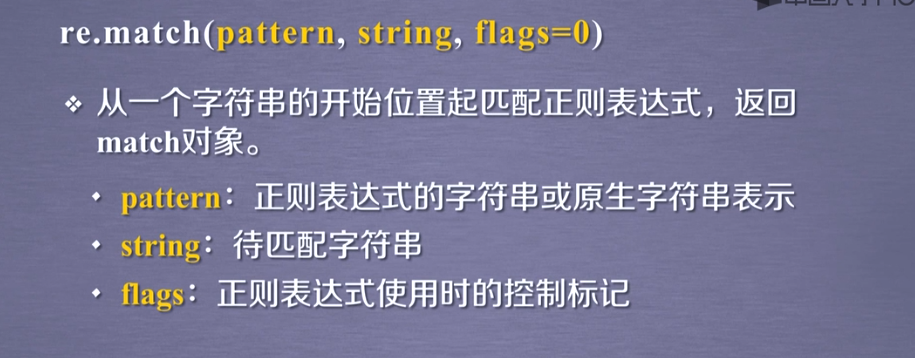 re.match(pattern, string, flags=0)
❖ 从一个字符串的开始位置起匹配正则表达式，返回
match对象。
• pattern：正则表达式的字符串或原生字符串表示
• string：待匹配字符串
• flags：正则表达式使用时的控制标记